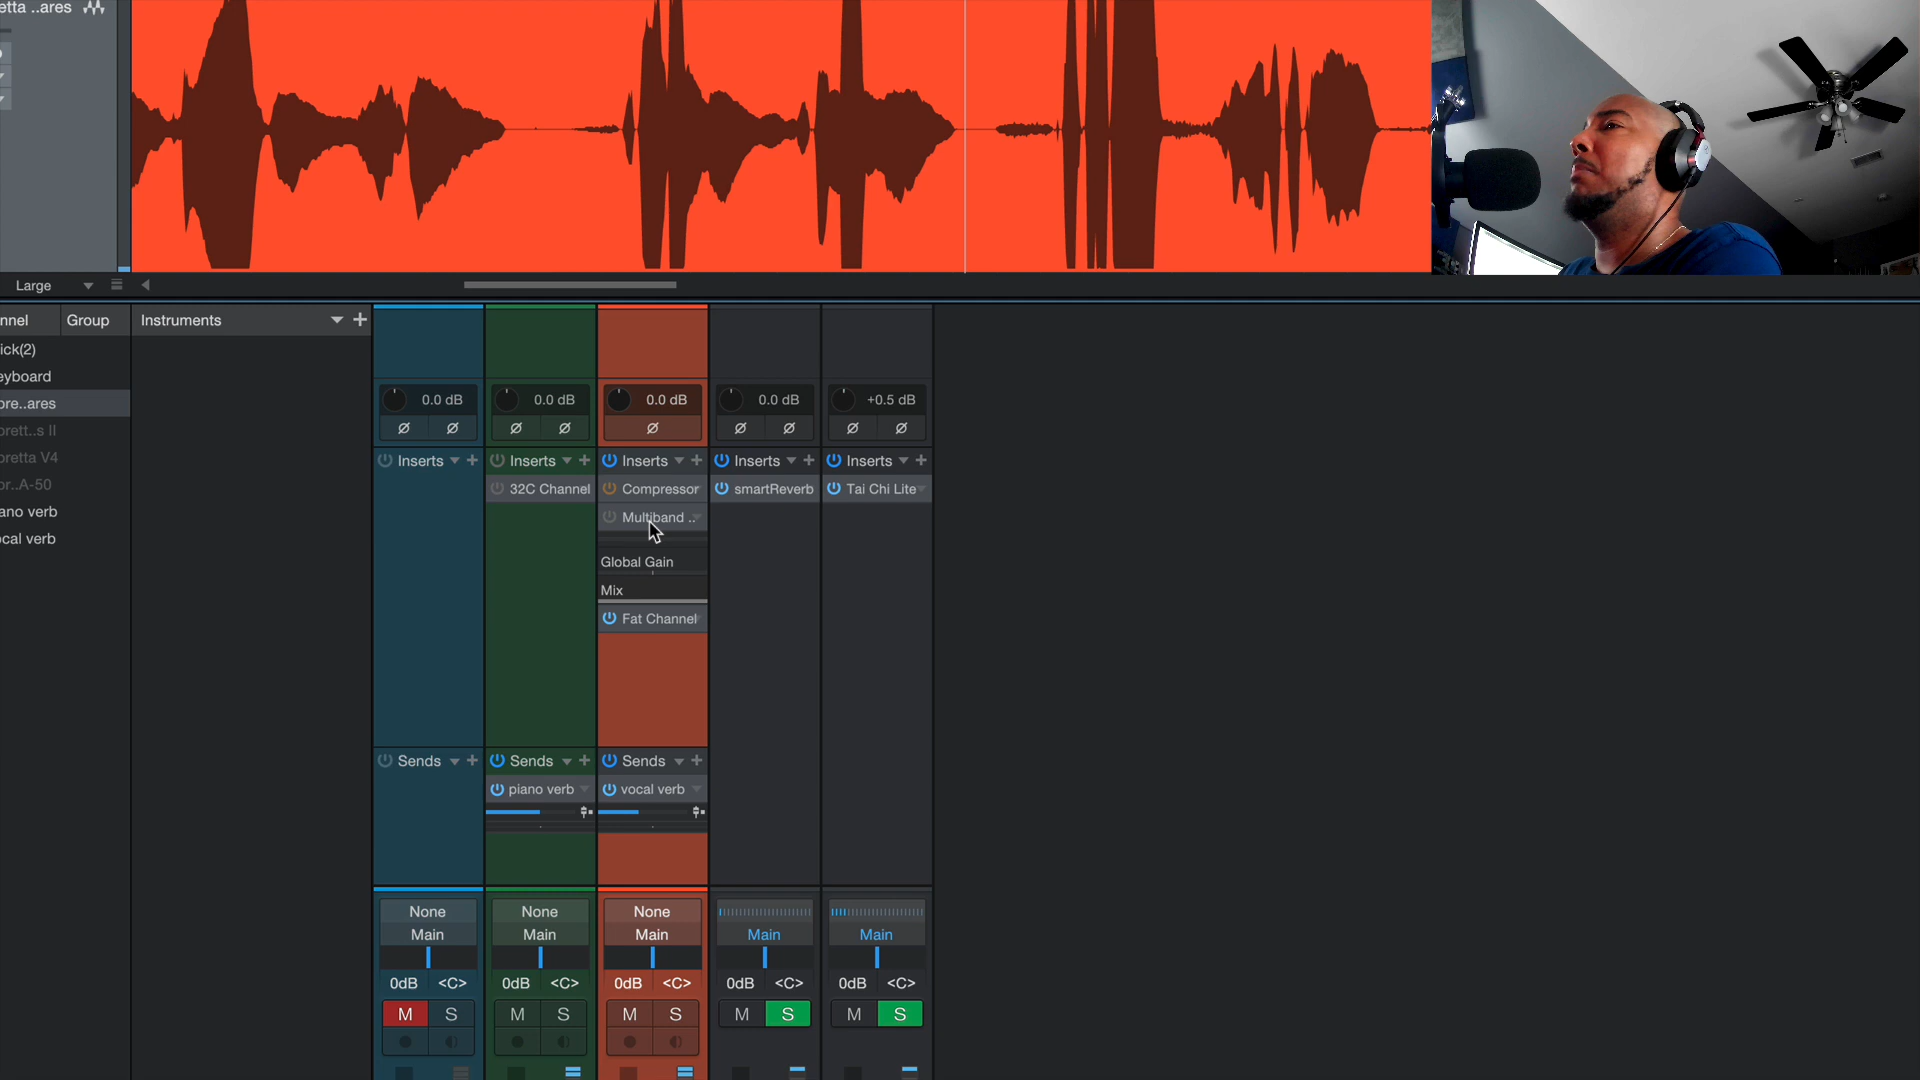 etta ..ares
Large
nnel Group Instruments
ick(2)
eyboard
ore..ares
orett..s II
oretta V4
or..A-50
ano verb
ocal verb
0.0 dB 0.0 dB 0.0 dB 0.0 dB +0.5 dB
Ø Ø Ø Ø Ø Ø Ø Ø Ø
Inserts Inserts Inserts Inserts Inserts
32C Channel Compressor smartReverb Tai Chi Lite
Multiband ..
Global Gain
Mix
Fat Channel
Sends Sends Sends
piano verb vocal verb
None None None
Main Main Main Main Main
0dB <C> 0dB <C> 0dB <C> 0dB <C> 0dB <C>
M S M S M S M S M S